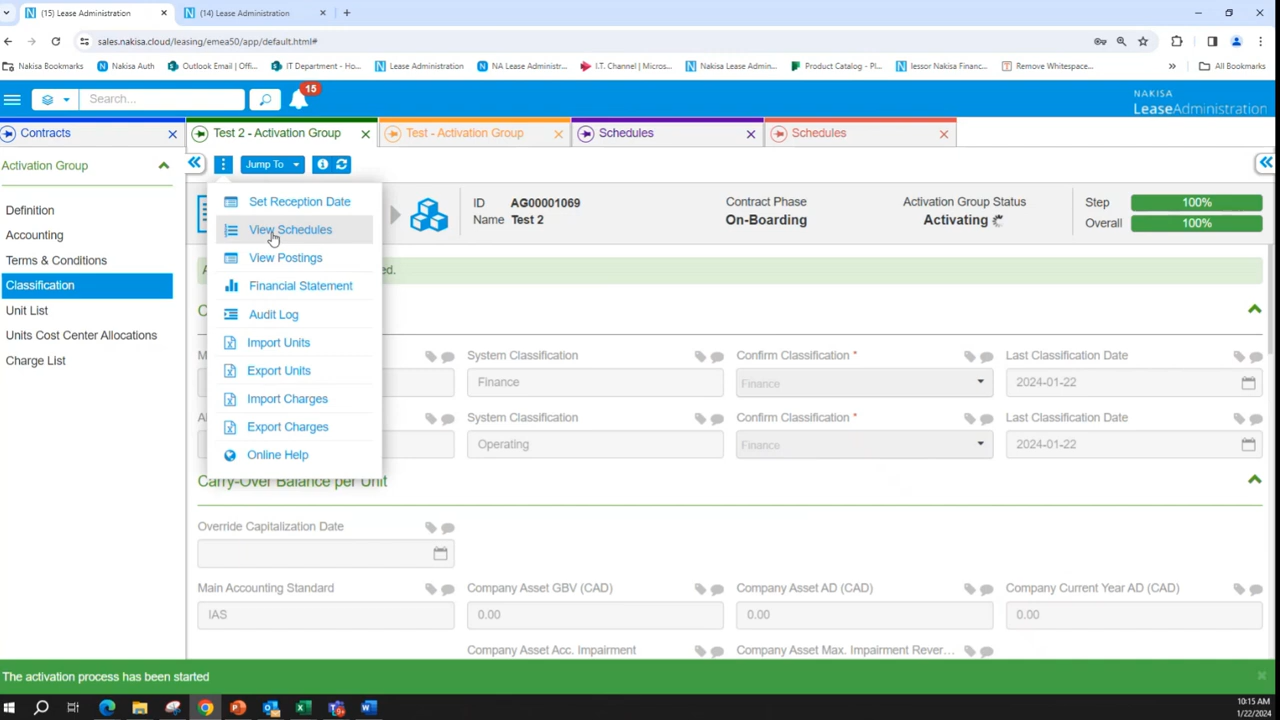 (15) Lease Administration
(14) Lease Administration
sales.nakisa.cloud/leasing/emea50/app/default.html#
Nakisa Bookmarks
Nakisa Auth
Outlook Email | Offi...
IT Department - Ho...
Lease Administration
NA Lease Administr...
I.T. Channel | Micros...
Nakisa Lease Admin...
Product Catalog - Pl...
lessor Nakisa Financ...
Remove Whitespace...
»
All Bookmarks
Search...
15
NAKISA
LeaseAdministration
Contracts
Test 2 - Activation Group
Test - Activation Group
Schedules
Schedules
Activation Group
Jump To
Definition
Accounting
Terms & Conditions
Classification
Unit List
Units Cost Center Allocations
Charge List
Set Reception Date
View Schedules
View Postings
Financial Statement
Audit Log
Import Units
Export Units
Import Charges
Export Charges
Online Help
ID AG00001069
Name Test 2
Contract Phase
On-Boarding
Activation Group Status
Activating
Step 100%
Overall 100%
ed.
System Classification
Confirm Classification *
Last Classification Date
Finance
Finance
2024-01-22
System Classification
Confirm Classification *
Last Classification Date
Operating
Finance
2024-01-22
Carry-Over Balance per Unit
Override Capitalization Date
Main Accounting Standard
Company Asset GBV (CAD)
Company Asset AD (CAD)
Company Current Year AD (CAD)
IAS
0.00
0.00
0.00
Company Asset Acc. Impairment
Company Asset Max. Impairment Rever...
The activation process has been started
10:15 AM
1/22/2024